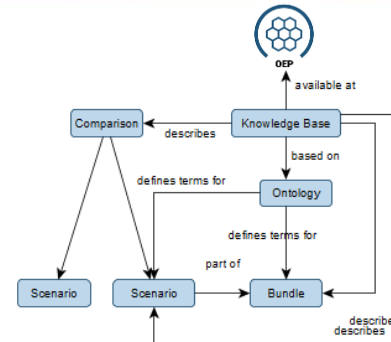 OEP
available at
Comparison
describes
Knowledge Base
based on
defines terms for
Ontology
defines terms for
part of
Scenario
Scenario
Bundle
describe
describes